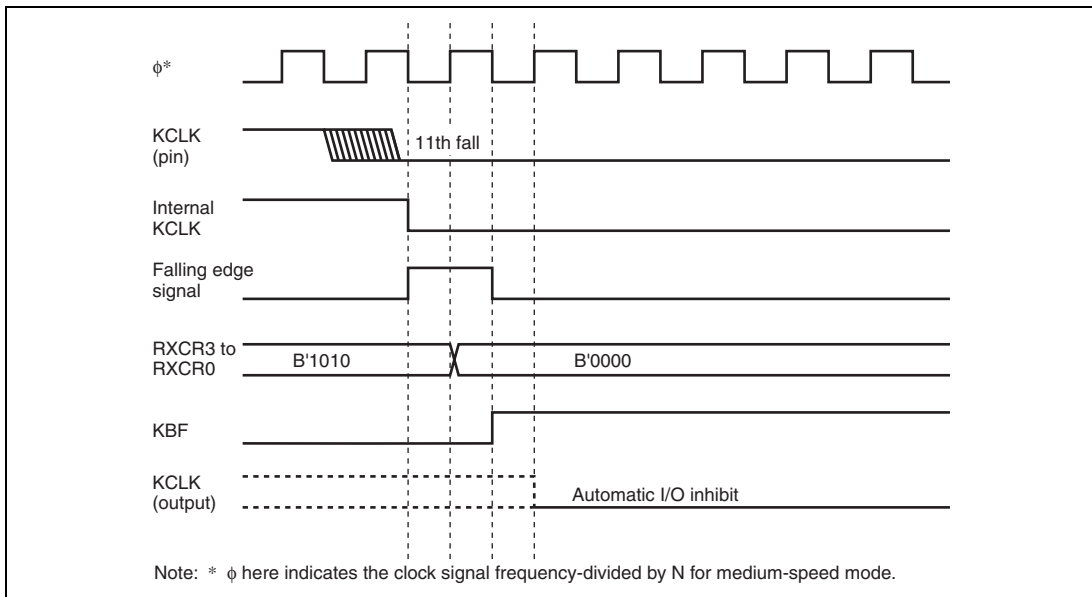 ϕ*
KCLK
(pin)
11th fall
Internal
KCLK
Falling edge
signal
RXCR3 to
RXCR0
B'1010
B'0000
KBF
KCLK
(output)
Automatic I/O inhibit
Note: * ϕ here indicates the clock signal frequency-divided by N for medium-speed mode.